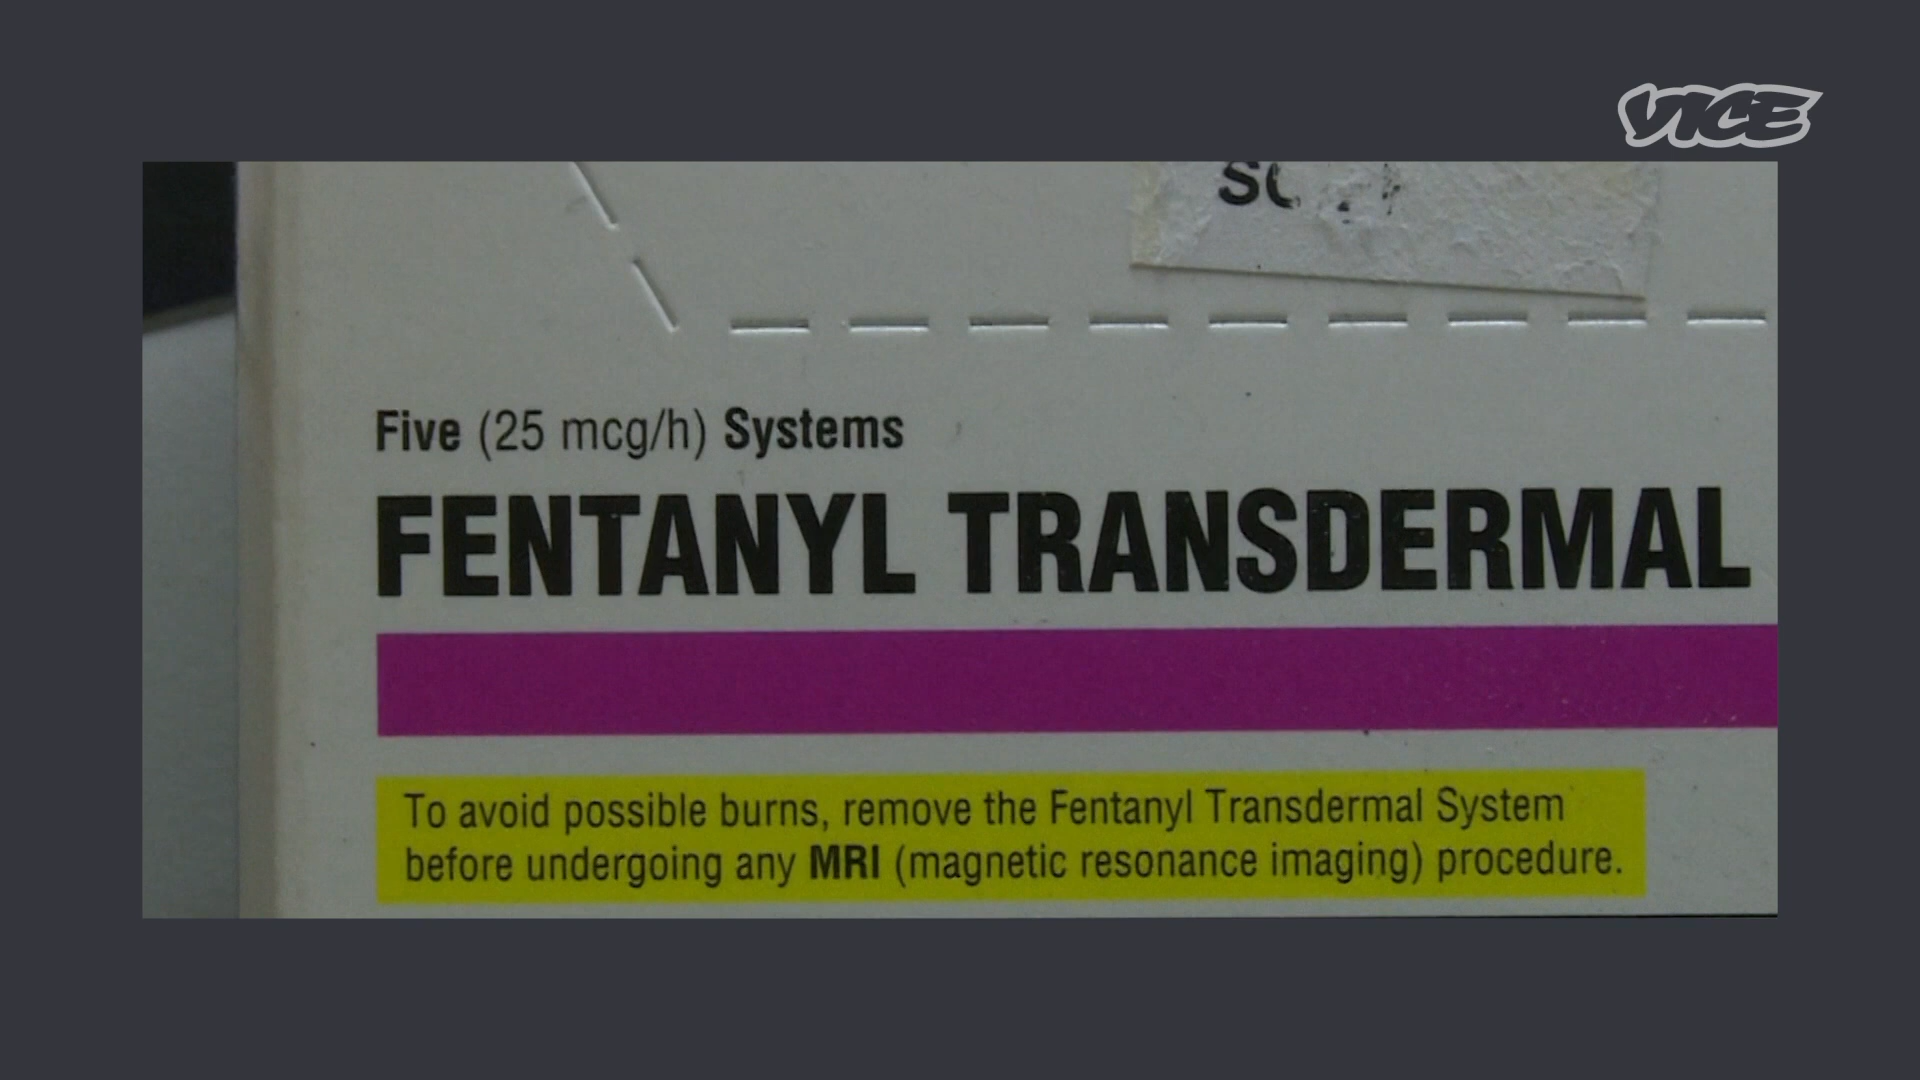 VICE
Five (25 mcg/h) Systems
FENTANYL TRANSDERMAL
To avoid possible burns, remove the Fentanyl Transdermal System
before undergoing any MRI (magnetic resonance imaging) procedure.